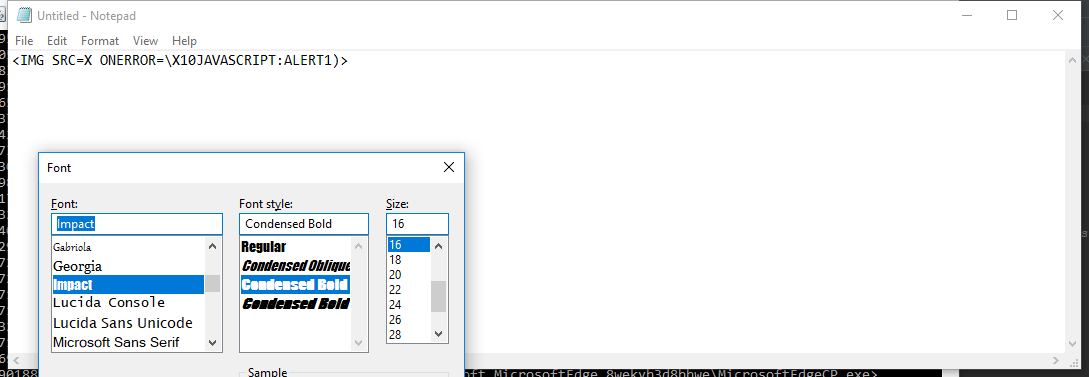 Untitled - Notepad
File Edit Format View Help
<IMG SRC=X ONERROR=\X10JAVASCRIPT:ALERT1)>
Font
Font: Font style: Size:
Impact Condensed Bold 16
Gabriola Regular 16
Georgia Condensed Oblique 18
Impact Condensed Bold 20
Lucida Console Condensed Bold 22
Lucida Sans Unicode 24
Microsoft Sans Serif 26
28
Sample
soft.MicrosoftEdge_8wekyb3d8bbwe\MicrosoftEdgeCP.exe>